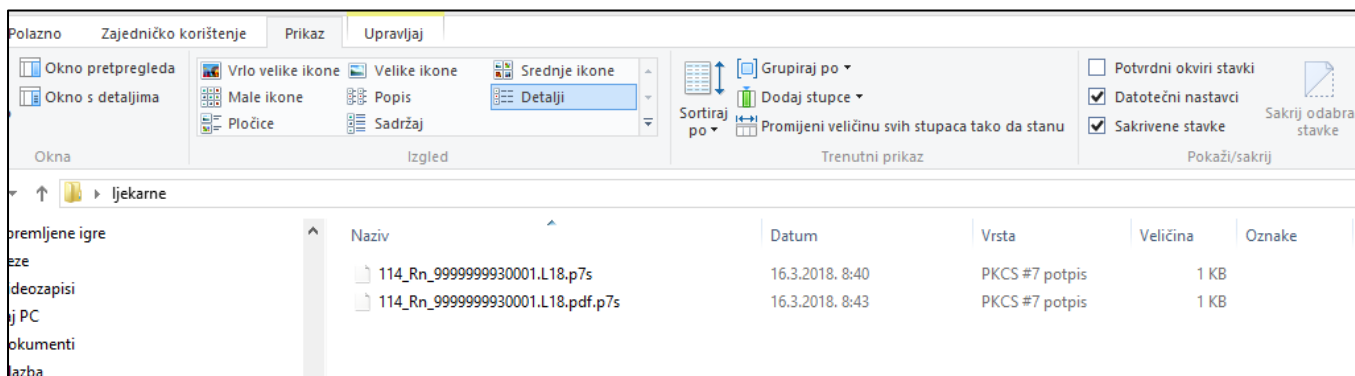 Polazno Zajedničko korištenje Prikaz Upravljaj
Okno pretpregleda
Okno s detaljima
Okna
Vrlo velike ikone Velike ikone Srednje ikone
Male ikone Popis Detalji
Pločice Sadržaj
Izgled
Sortiraj po
Grupiraj po
Dodaj stupce
Promijeni veličinu svih stupaca tako da stanu
Trenutni prikaz
Potvrdni okviri stavki
Datotečni nastavci
Sakrivene stavke
Sakrij odabra
stavke
Pokaži/sakrij
ljekarne
premljene igre
eze
ideozapisi
aj PC
okumenti
lazba
Naziv Datum Vrsta Veličina Oznake
114_Rn_9999999930001.L18.p7s 16.3.2018. 8:40 PKCS #7 potpis 1 KB
114_Rn_9999999930001.L18.pdf.p7s 16.3.2018. 8:43 PKCS #7 potpis 1 KB